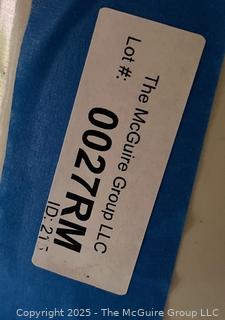 The McGuire Group LLC
Lot #:
0027RM
ID: 21
Copyright © 2025 - The McGuire Group LLC